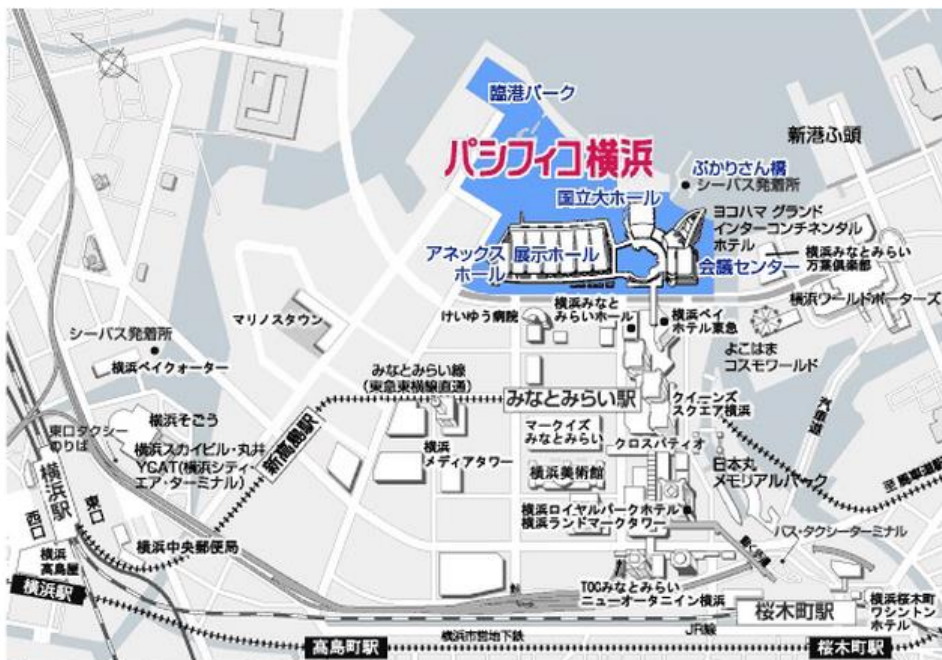 臨港パーク
パシフィコ横浜
国立大ホール
アネックス
ホール
展示ホール
会議センター
新港ふ頭
ぷかりさん橋
シーバス発着所
ヨコハマ グランド
インターコンチネンタル
ホテル
横浜みなとみらい
万葉倶楽部
横浜ワールドポーターズ
よこはま
コスモワールド
マリノスタウン
けいゆう病院
横浜みなと
みらいホール
横浜ベイ
ホテル東急
シーバス発着所
横浜ベイクォーター
みなとみらい線
(東急東横線直通)
みなとみらい駅
クイーンズ
スクエア横浜
汽車道
東口タクシー
のりば
横浜そごう
横浜スカイビル・丸井
YCAT(横浜シティ・
エア・ターミナル)
新高島駅
横浜
メディアタワー
マークイズ
みなとみらい
クロスパティオ
横浜美術館
日本丸
メモリアルパーク
至馬車道駅
横浜駅
東口
西口
横浜
高島屋
横浜中央郵便局
横浜ロイヤルパークホテル
横浜ランドマークタワー
バス・タクシーターミナル
動く歩道
TOCみなとみらい
ニューオータニイン横浜
桜木町駅
横浜桜木町
ワシントン
ホテル
横浜駅
高島町駅
横浜市営地下鉄
JR線
桜木町駅